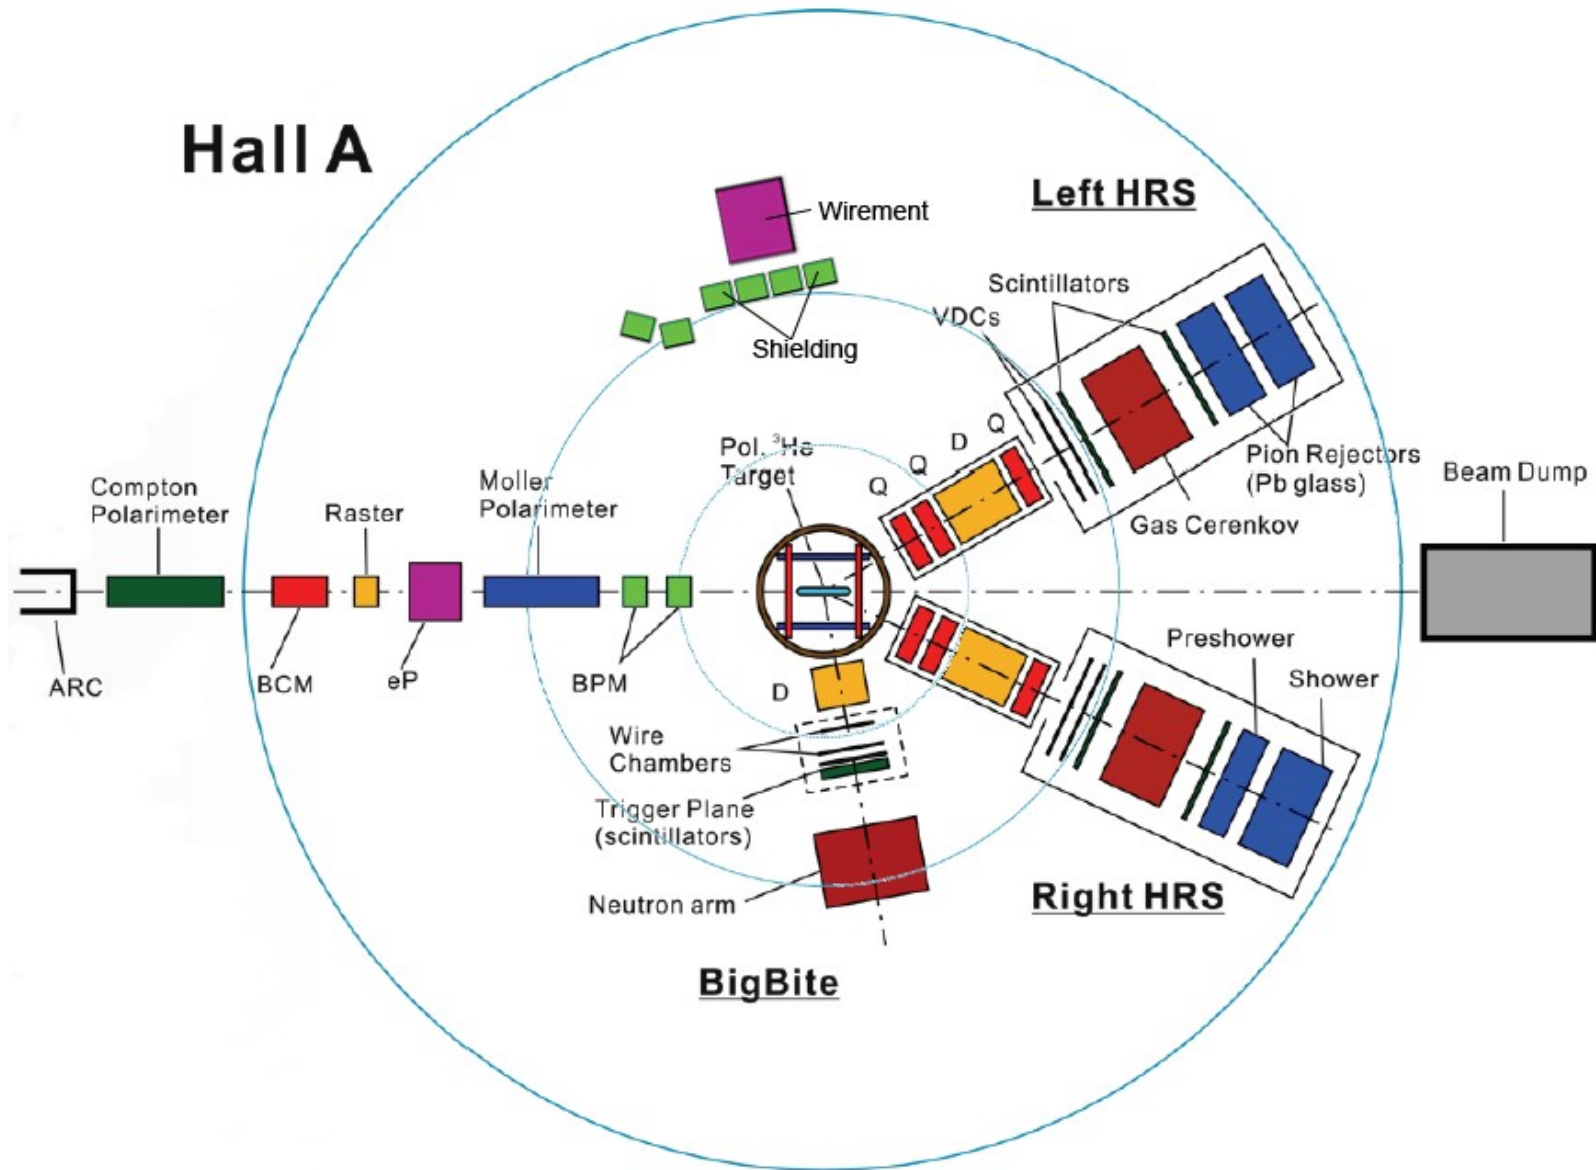 Hall A
Wirement
Left HRS
Scintillators
VDCs
Shielding
Q
D
Q
Q
Pol. ³He
Target
Pion Rejectors
(Pb glass)
Gas Cerenkov
Beam Dump
Compton
Polarimeter
Raster
Moller
Polarimeter
ARC
BCM
eP
BPM
D
Preshower
Shower
Wire
Chambers
Trigger Plane
(scintillators)
Neutron arm
Right HRS
BigBite